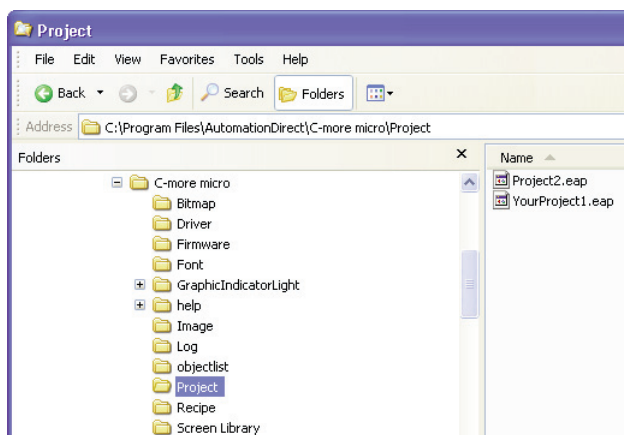 Project
File Edit View Favorites Tools Help
Back Search Folders
Address C:\Program Files\AutomationDirect\C-more micro\Project
Folders
C-more micro
Bitmap
Driver
Firmware
Font
GraphicIndicatorLight
help
Image
Log
objectlist
Project
Recipe
Screen Library
Name
Project2.eap
YourProject1.eap